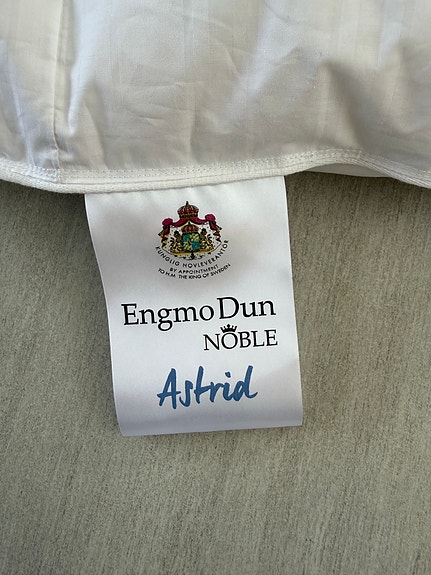 KUNGLIG HOVLEVERANTÖR
BY APPOINTMENT
TO H.M. THE KING OF SWEDEN
Engmo Dun
NOBLE
Astrid